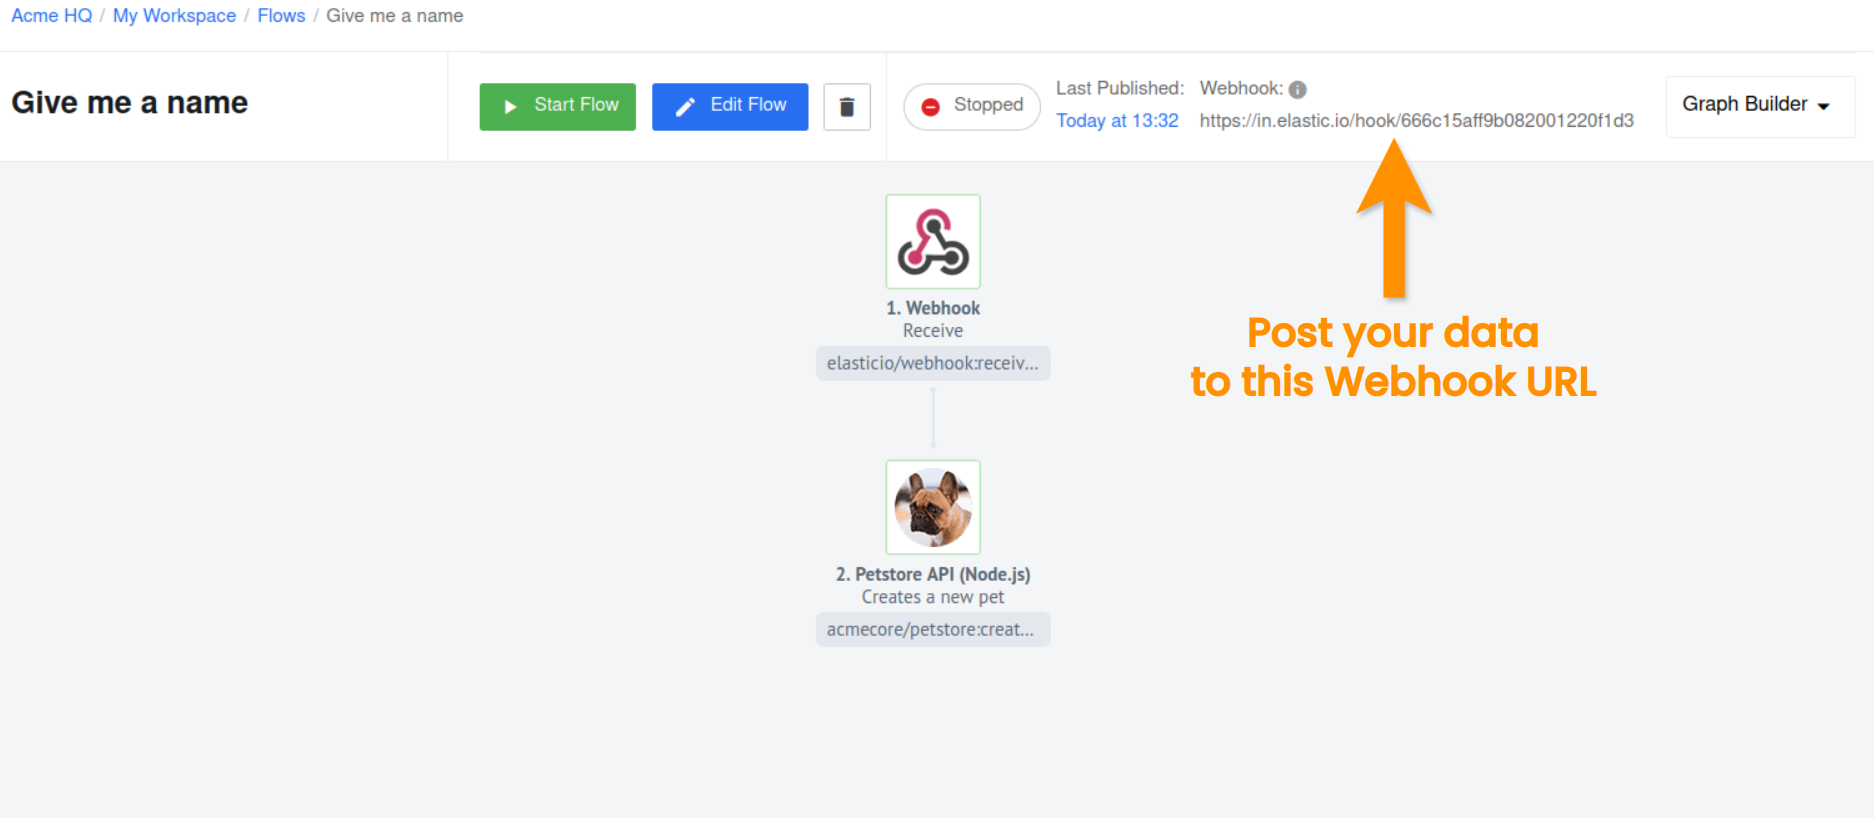 Acme HQ / My Workspace / Flows / Give me a name
Give me a name
Start Flow
Edit Flow
Stopped
Last Published:
Today at 13:32
Webhook:
https://in.elastic.io/hook/666c15aff9b082001220f1d3
Graph Builder
Post your data
to this Webhook URL
1. Webhook
Receive
elasticio/webhook:receiv...
2. Petstore API (Node.js)
Creates a new pet
acmecore/petstore:creat...